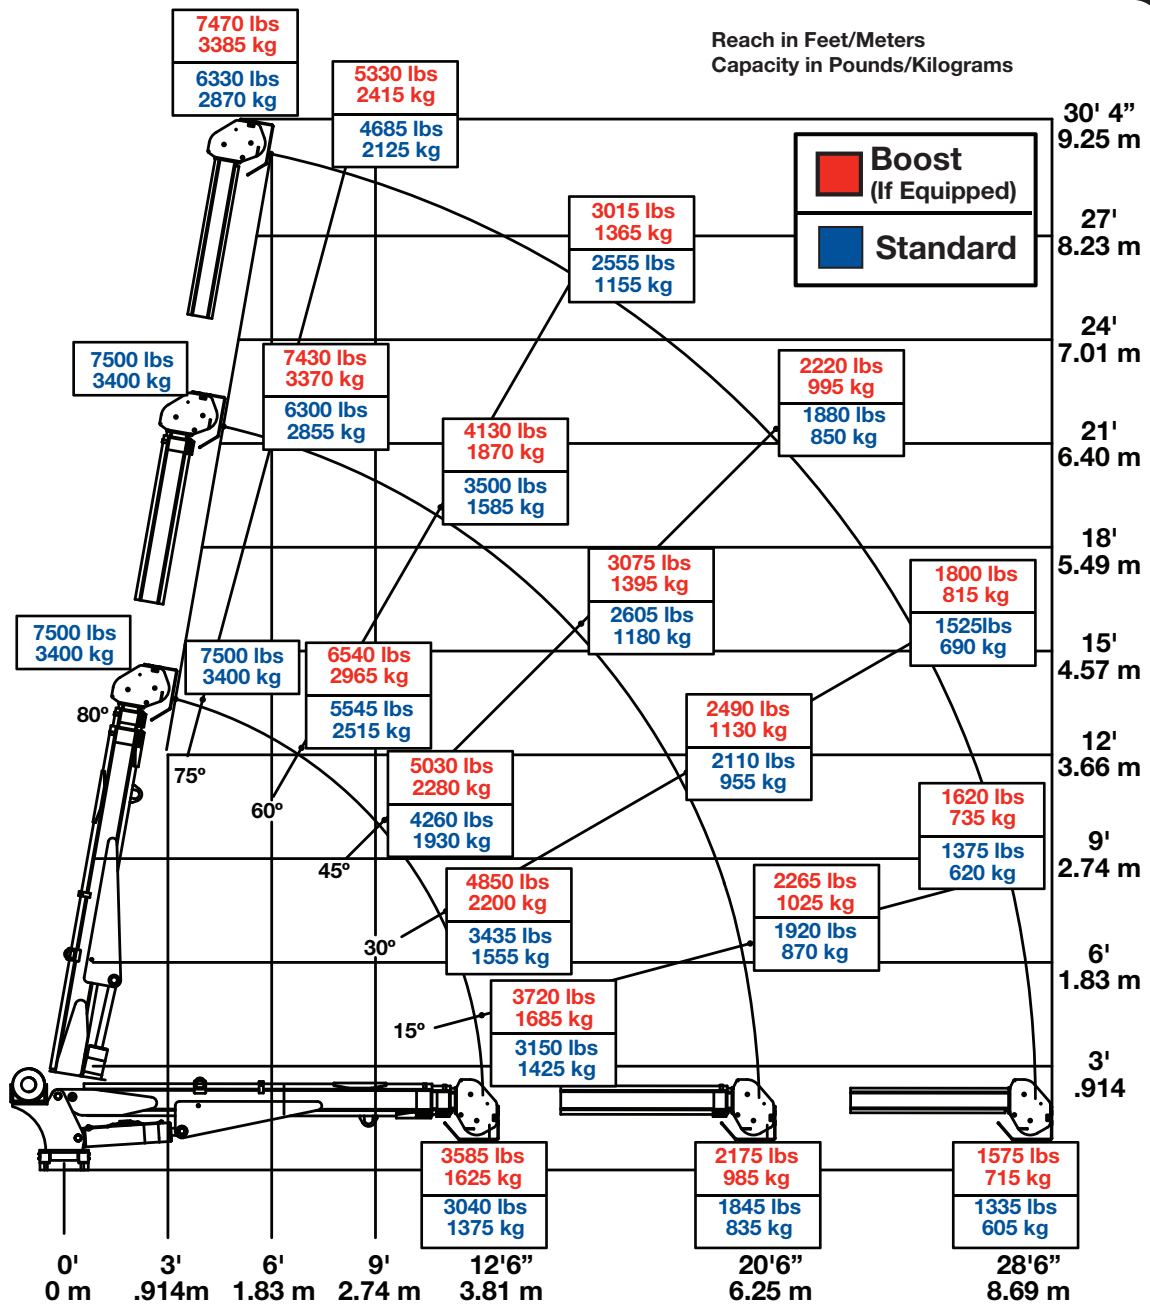 7470 lbs
3385 kg
6330 lbs
2870 kg
5330 lbs
2415 kg
4685 lbs
2125 kg
Reach in Feet/Meters
Capacity in Pounds/Kilograms
30' 4”
9.25 m
Boost
(If Equipped)
Standard
3015 lbs
1365 kg
2555 lbs
1155 kg
27'
8.23 m
24'
7.01 m
7500 lbs
3400 kg
7430 lbs
3370 kg
6300 lbs
2855 kg
2220 lbs
995 kg
1880 lbs
850 kg
4130 lbs
1870 kg
3500 lbs
1585 kg
21'
6.40 m
18'
5.49 m
3075 lbs
1395 kg
2605 lbs
1180 kg
1800 lbs
815 kg
1525lbs
690 kg
7500 lbs
3400 kg
7500 lbs
3400 kg
6540 lbs
2965 kg
5545 lbs
2515 kg
15'
4.57 m
80º
2490 lbs
1130 kg
2110 lbs
955 kg
12'
3.66 m
75º
5030 lbs
2280 kg
4260 lbs
1930 kg
60º
1620 lbs
735 kg
1375 lbs
620 kg
9'
2.74 m
45º
4850 lbs
2200 kg
3435 lbs
1555 kg
2265 lbs
1025 kg
1920 lbs
870 kg
30º
6'
1.83 m
3720 lbs
1685 kg
3150 lbs
1425 kg
15º
3'
.914
3585 lbs
1625 kg
3040 lbs
1375 kg
2175 lbs
985 kg
1845 lbs
835 kg
1575 lbs
715 kg
1335 lbs
605 kg
0'
0 m
3'
.914m
6'
1.83 m
9'
2.74 m
12'6”
3.81 m
20'6”
6.25 m
28'6”
8.69 m